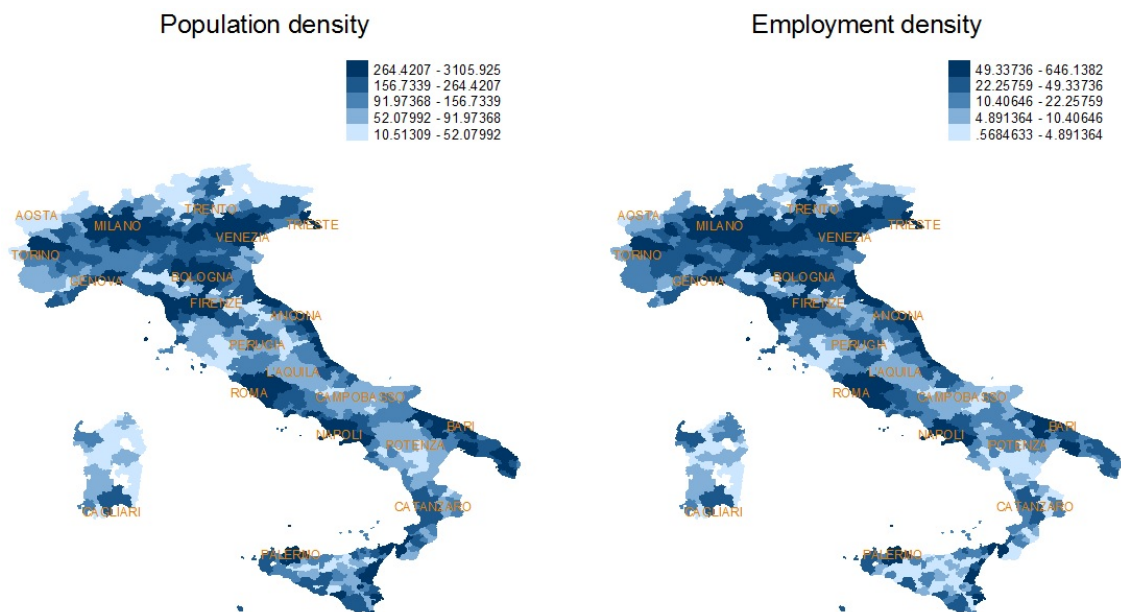 Population density
264.4207 - 3105.925
156.7339 - 264.4207
91.97368 - 156.7339
52.07992 - 91.97368
10.51309 - 52.07992
AOSTA
TRENTO
MILANO
TRIESTE
VENEZIA
TORINO
BOLOGNA
GENOVA
FIRENZE
ANCONA
PERUGIA
L'AQUILA
ROMA
CAMPOBASSO
BARI
NAPOLI
POTENZA
CATANZARO
CAGLIARI
PALERMO
Employment density
49.33736 - 646.1382
22.25759 - 49.33736
10.40646 - 22.25759
4.891364 - 10.40646
.5684633 - 4.891364
AOSTA
TRENTO
MILANO
TRIESTE
VENEZIA
TORINO
BOLOGNA
GENOVA
FIRENZE
ANCONA
PERUGIA
L'AQUILA
ROMA
CAMPOBASSO
BARI
NAPOLI
POTENZA
CATANZARO
CAGLIARI
PALERMO